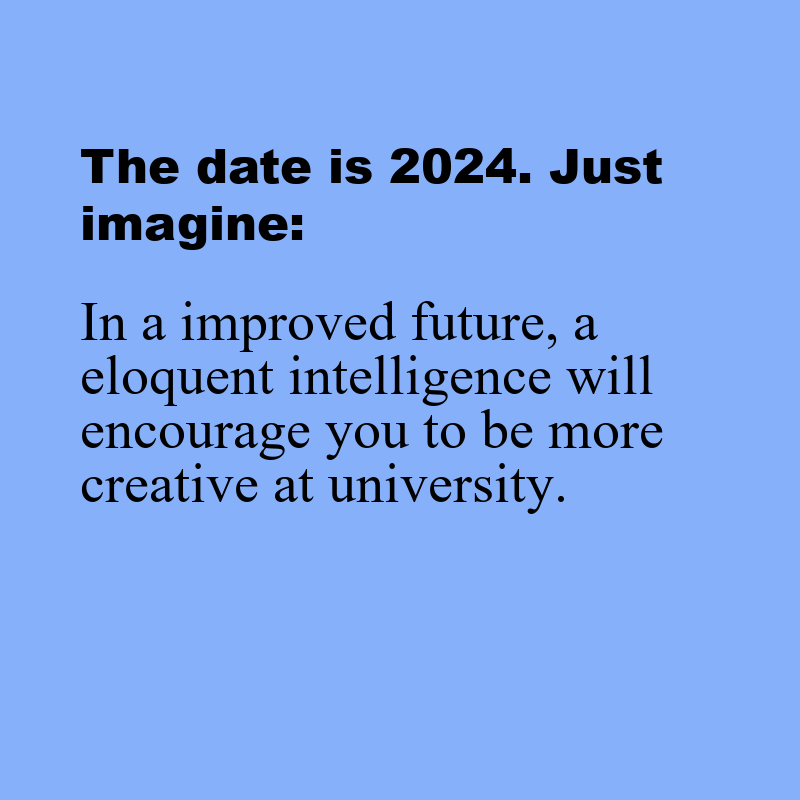 The date is 2024. Just
imagine:
In a improved future, a
eloquent intelligence will
encourage you to be more
creative at university.